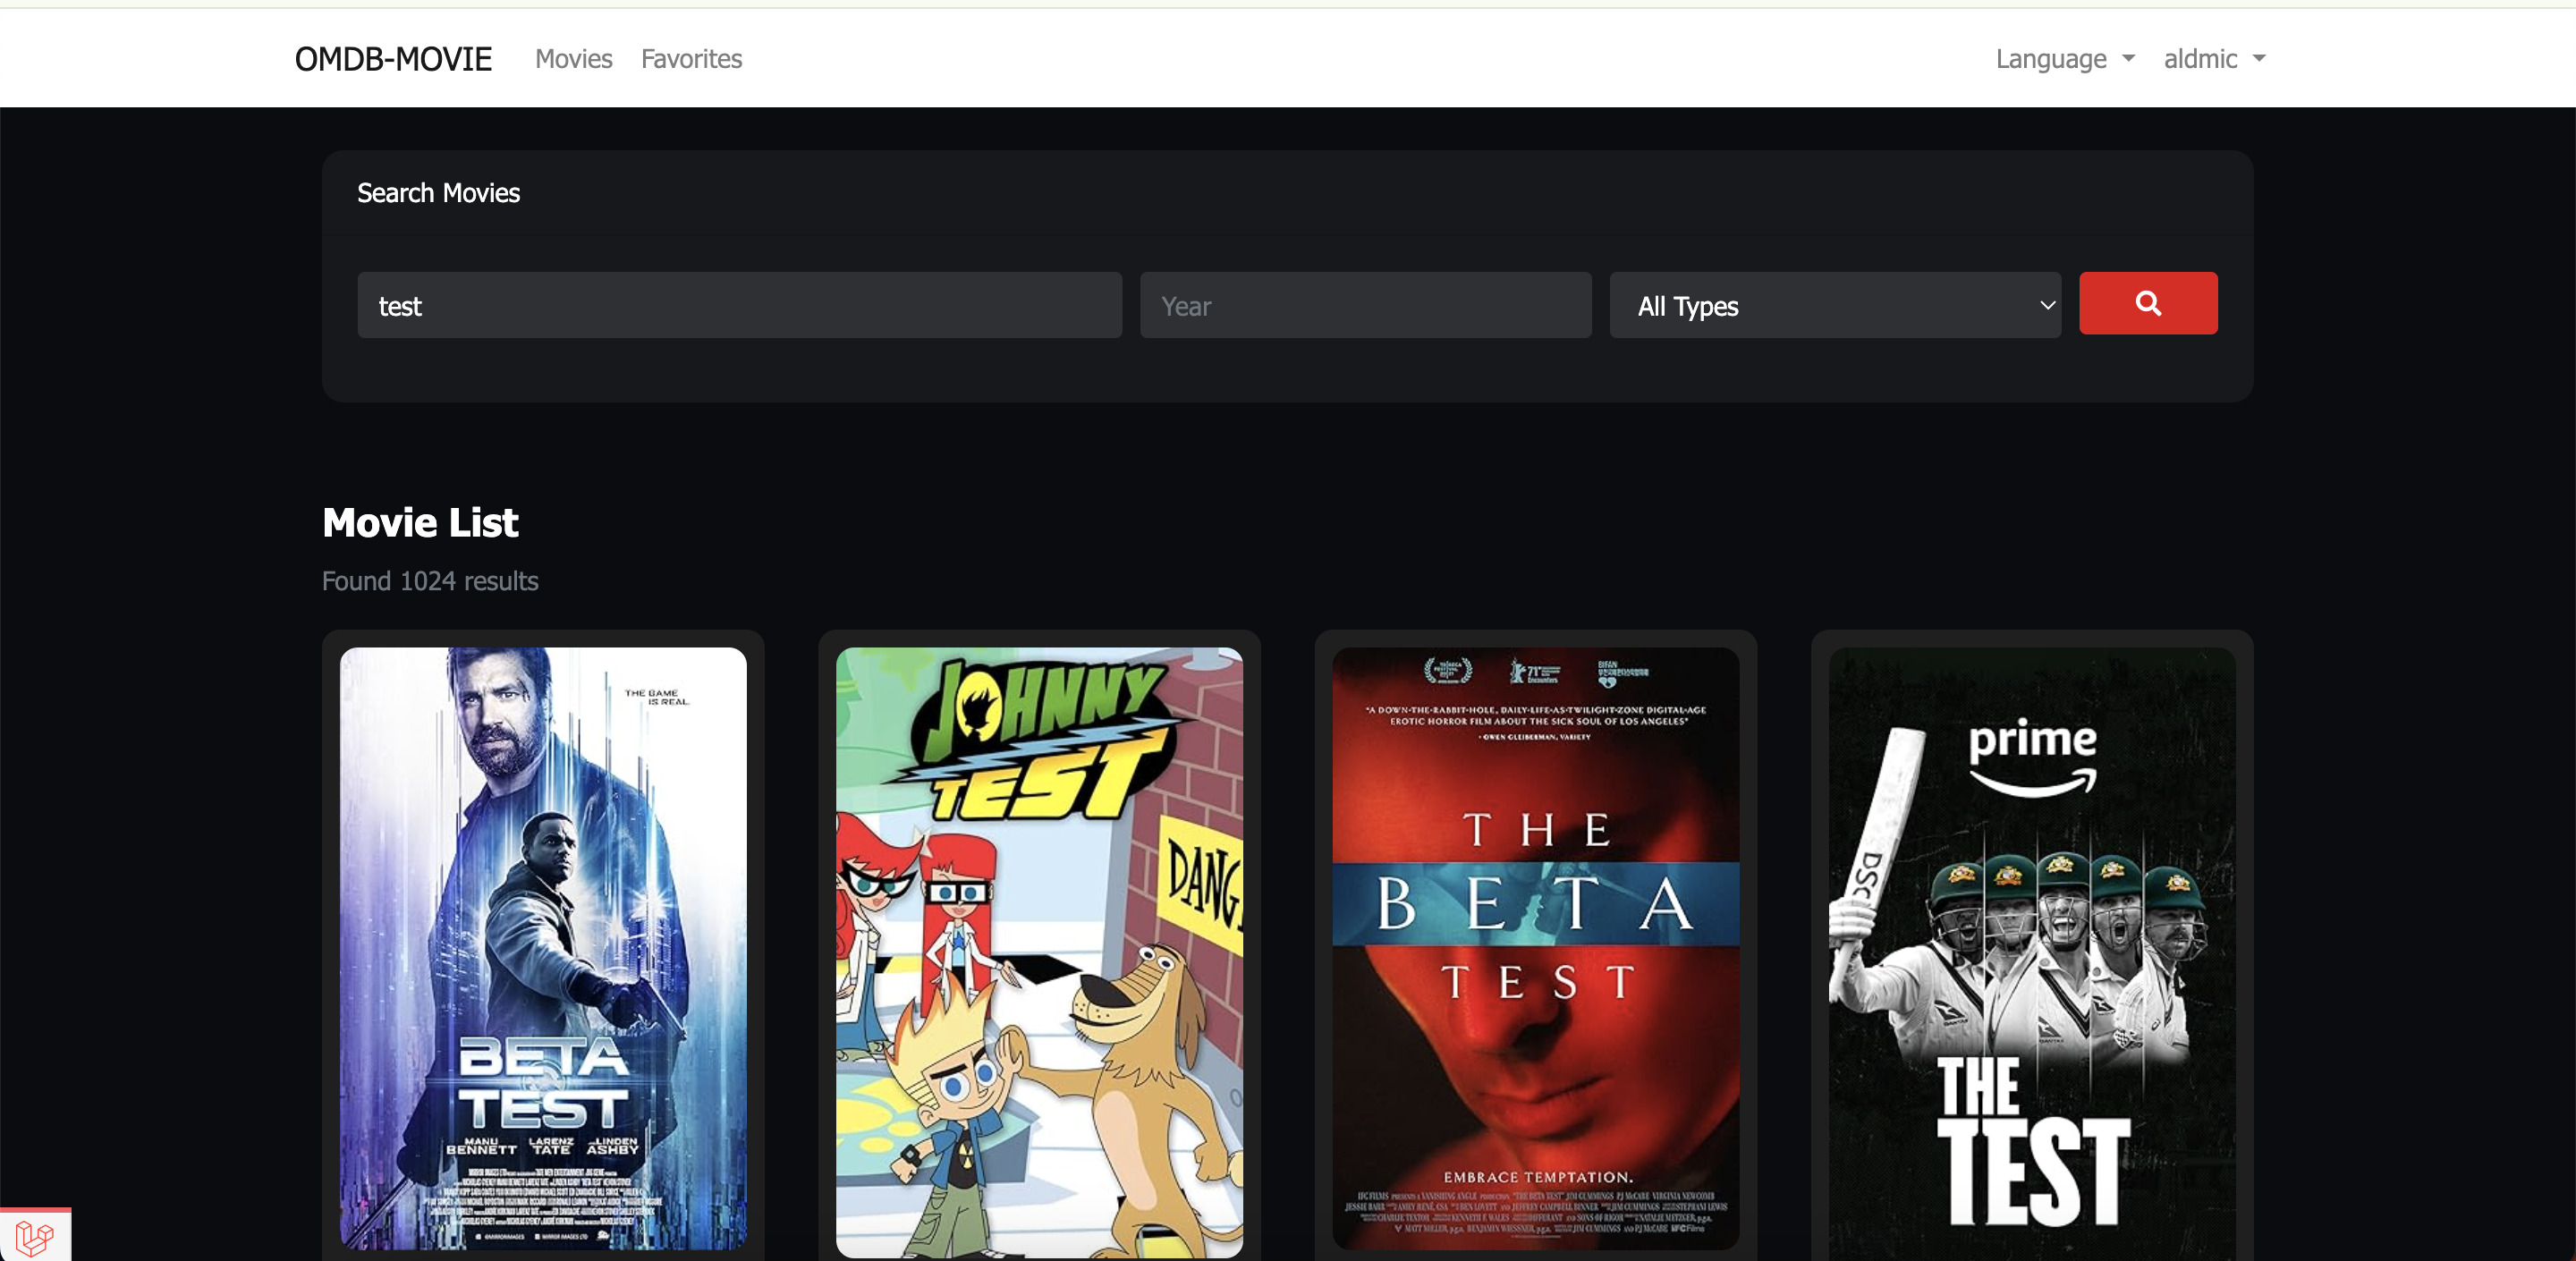 OMDB-MOVIE Movies Favorites Language aldmic
Search Movies
test Year All Types
Movie List
Found 1024 results
THE GAME
IS REAL.
BETA
TEST
MANU BENNETT LARENZ TATE LINDEN ASHBY
JOHNNY
TEST
DANG
"A DOWN-THE-RABBIT-HOLE, DAILY-LIFE-AS-TWILIGHT-ZONE DIGITAL-AGE
EROTIC HORROR FILM ABOUT THE SICK SOUL OF LOS ANGELES"
- OWEN GLEIBERMAN, VARIETY
THE
BETA
TEST
EMBRACE TEMPTATION.
prime
DSC
THE
TEST